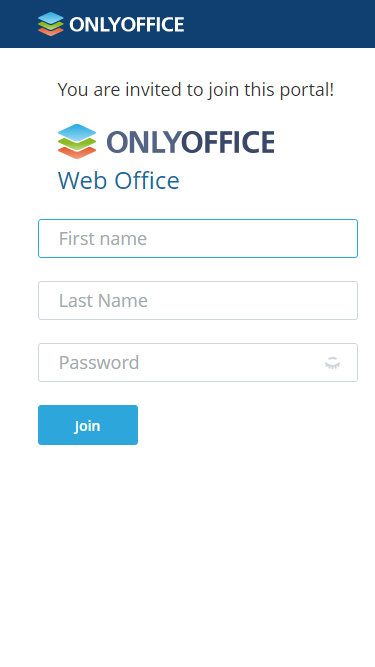 ONLYOFFICE
You are invited to join this portal!
ONLYOFFICE
Web Office
First name
Last Name
Password
Join